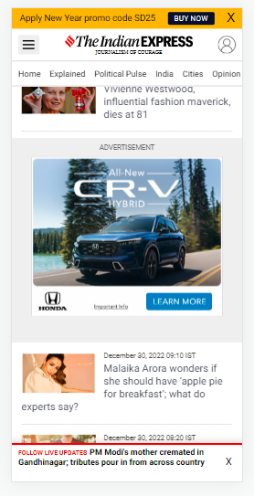 Apply New Year promo code SD25 BUY NOW X
The Indian EXPRESS
JOURNALISM OF COURAGE
Home Explained Political Pulse India Cities Opinion
Vivienne Westwood,
influential fashion maverick,
dies at 81
ADVERTISEMENT
All-New
CR-V
HYBRID
HONDA
Important Info
LEARN MORE
December 30, 2022 09:10 IST
Malaika Arora wonders if
she should have 'apple pie
for breakfast'; what do
experts say?
December 30, 2022 08:20 IST
FOLLOW LIVE UPDATES PM Modi's mother cremated in
Gandhinagar; tributes pour in from across country X